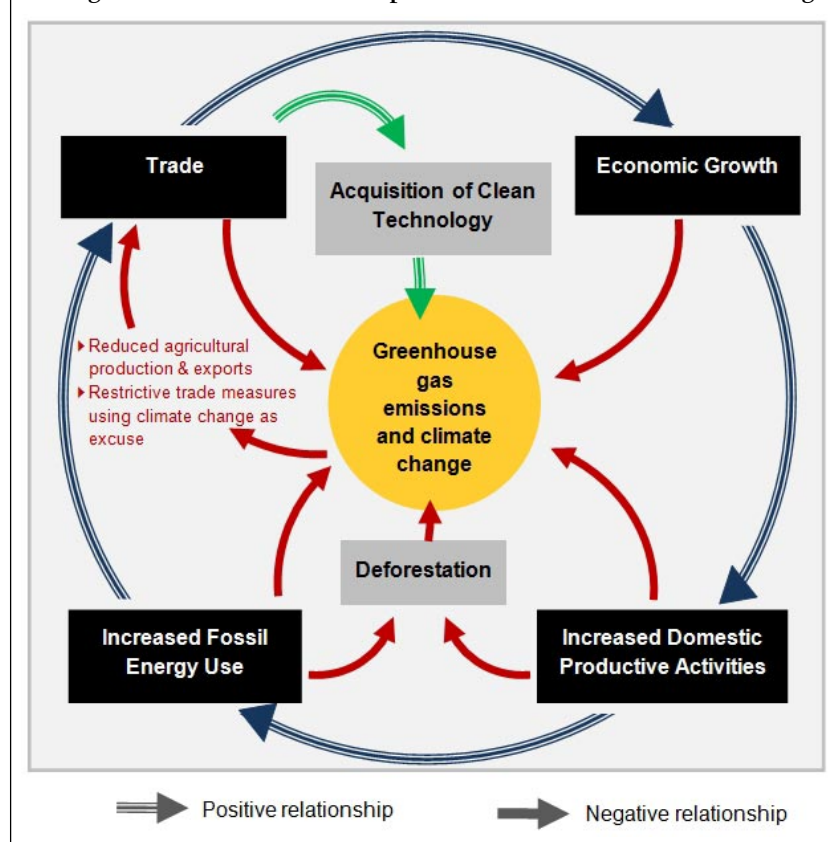 Trade
Economic Growth
Acquisition of Clean
Technology
Greenhouse
gas
emissions
and climate
change
Reduced agricultural
production & exports
Restrictive trade measures
using climate change as
excuse
Deforestation
Increased Fossil
Energy Use
Increased Domestic
Productive Activities
Positive relationship
Negative relationship